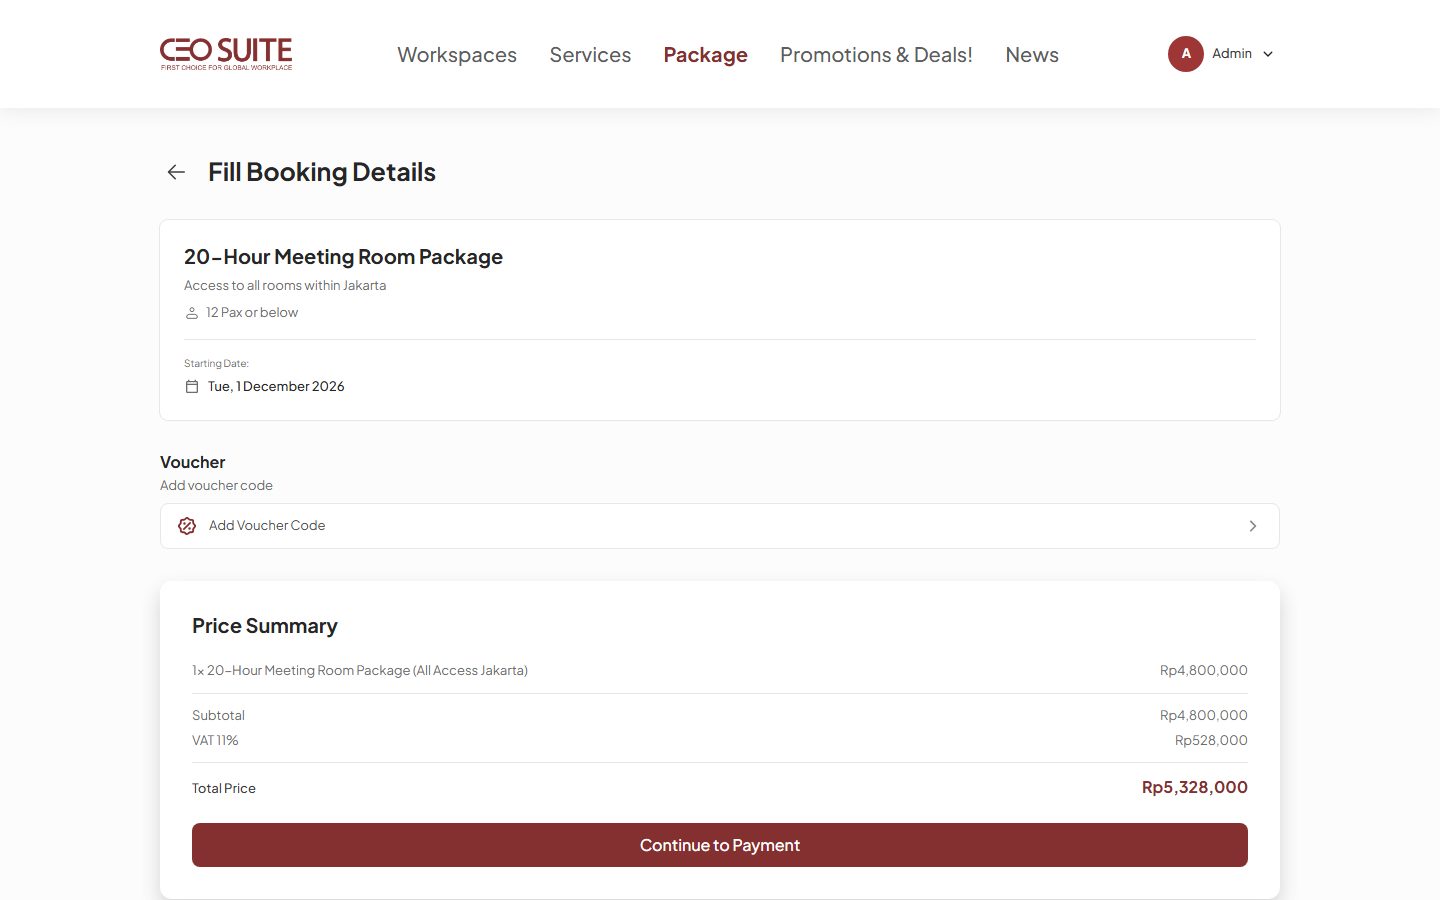 CEO SUITE
FIRST CHOICE FOR GLOBAL WORKPLACE
Workspaces
Services
Package
Promotions & Deals!
News
A
Admin
Fill Booking Details
20-Hour Meeting Room Package
Access to all rooms within Jakarta
12 Pax or below
Starting Date:
Tue, 1 December 2026
Voucher
Add voucher code
Add Voucher Code
Price Summary
1x 20-Hour Meeting Room Package (All Access Jakarta) Rp4,800,000
Subtotal Rp4,800,000
VAT 11% Rp528,000
Total Price Rp5,328,000
Continue to Payment